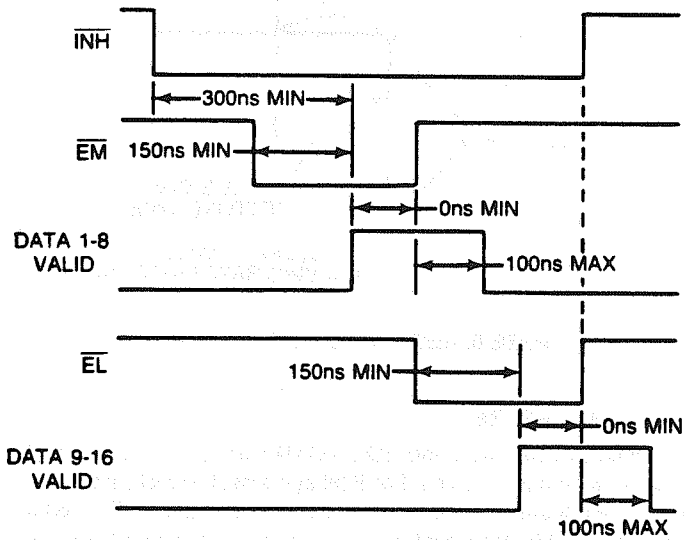 INH
300ns MIN
EM
150ns MIN
0ns MIN
DATA 1-8
VALID
100ns MAX
EL
150ns MIN
0ns MIN
DATA 9-16
VALID
100ns MAX